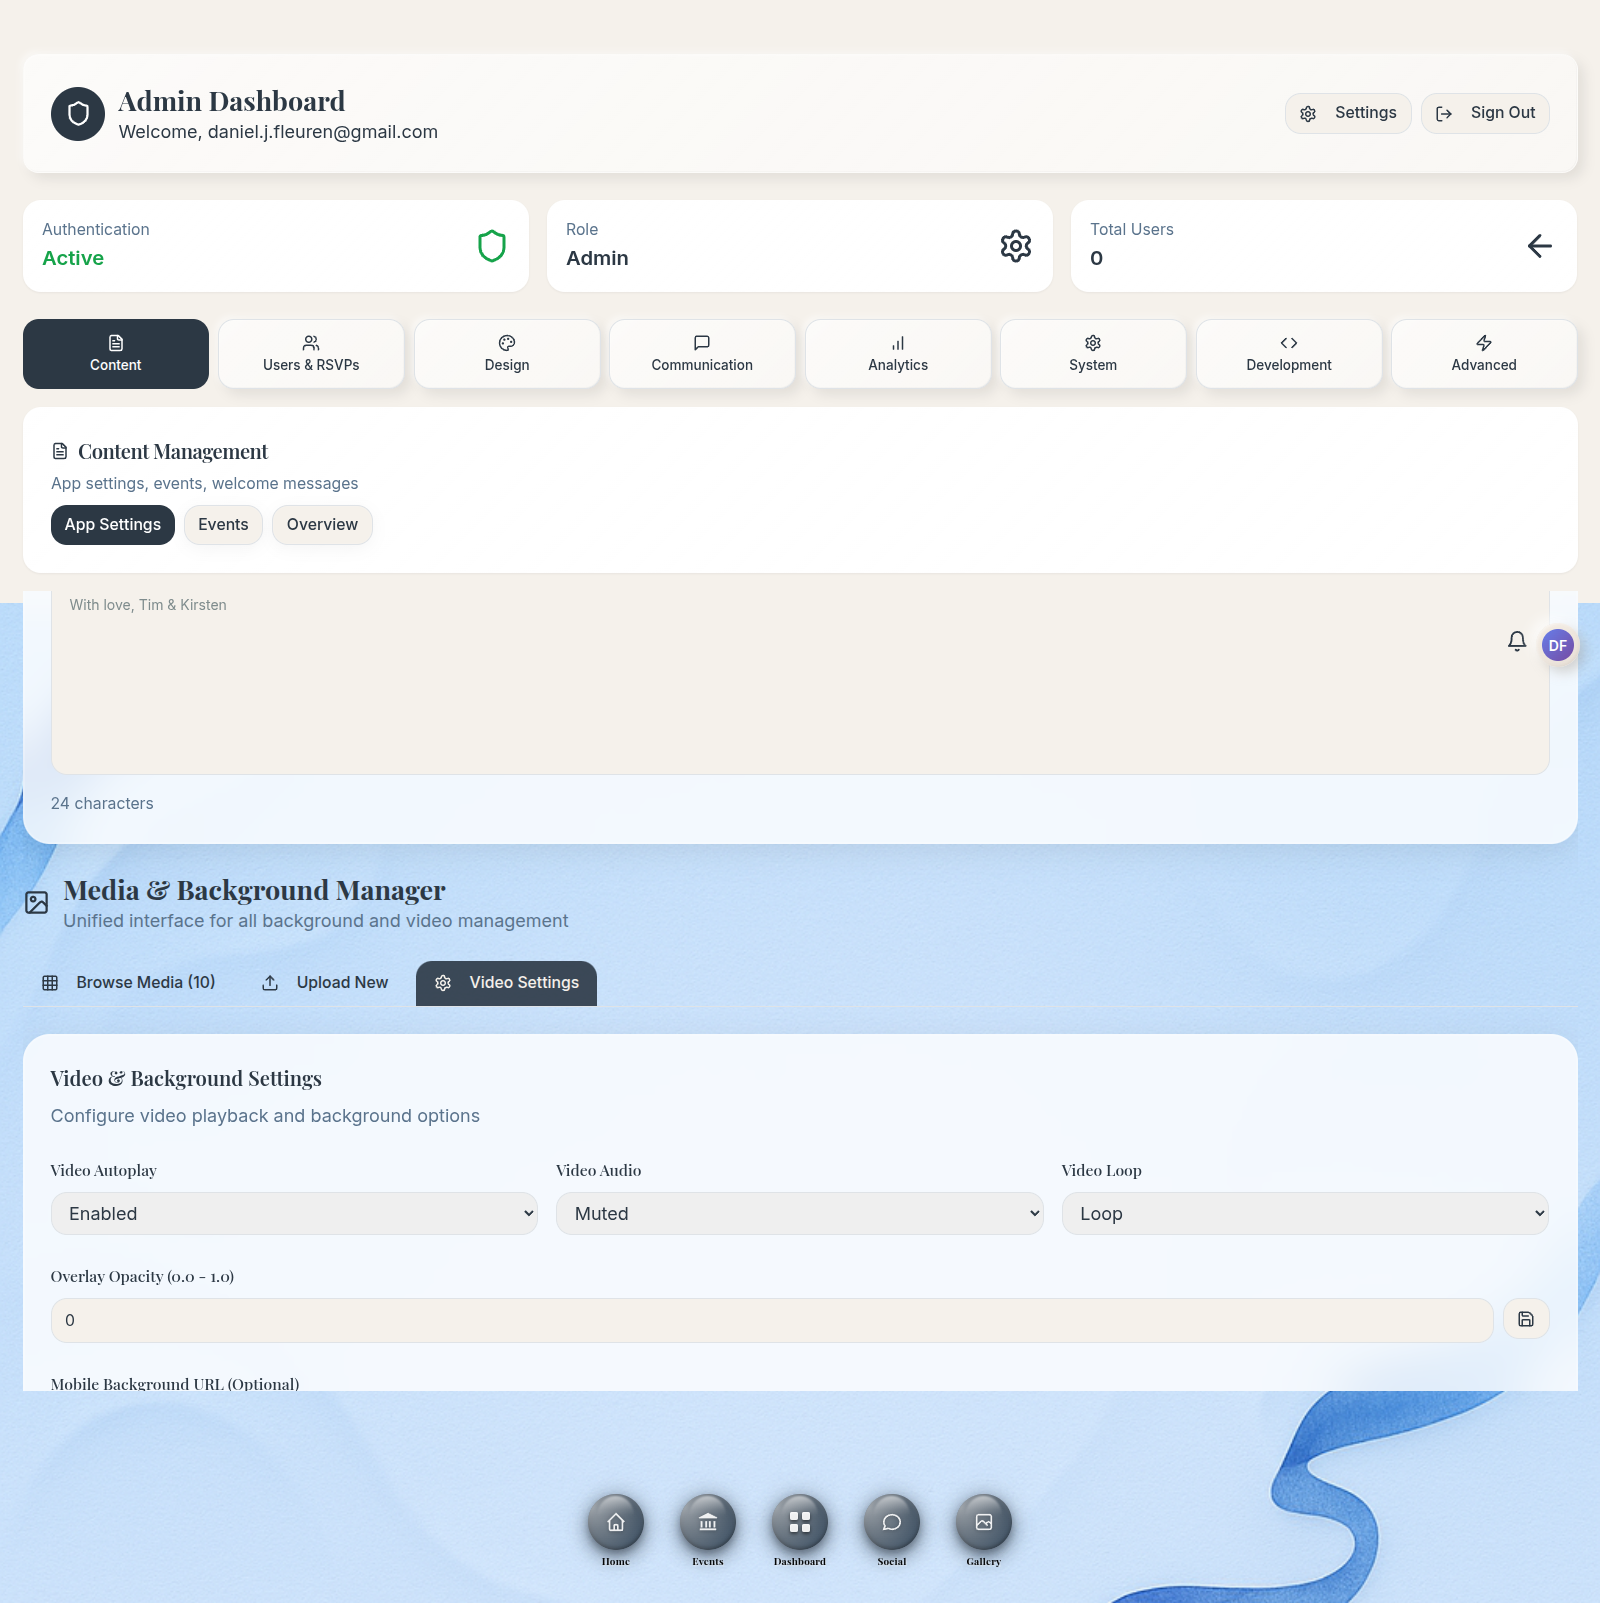 Admin Dashboard
Welcome, daniel.j.fleuren@gmail.com
Settings
Sign Out
Authentication
Active
Role
Admin
Total Users
0
Content
Users & RSVPs
Design
Communication
Analytics
System
Development
Advanced
Content Management
App settings, events, welcome messages
App Settings
Events
Overview
With love, Tim & Kirsten
DF
24 characters
Media & Background Manager
Unified interface for all background and video management
Browse Media (10)
Upload New
Video Settings
Video & Background Settings
Configure video playback and background options
Video Autoplay
Video Audio
Video Loop
Enabled
Muted
Loop
Overlay Opacity (0.0 - 1.0)
0
Mobile Background URL (Optional)
Home
Events
Dashboard
Social
Gallery